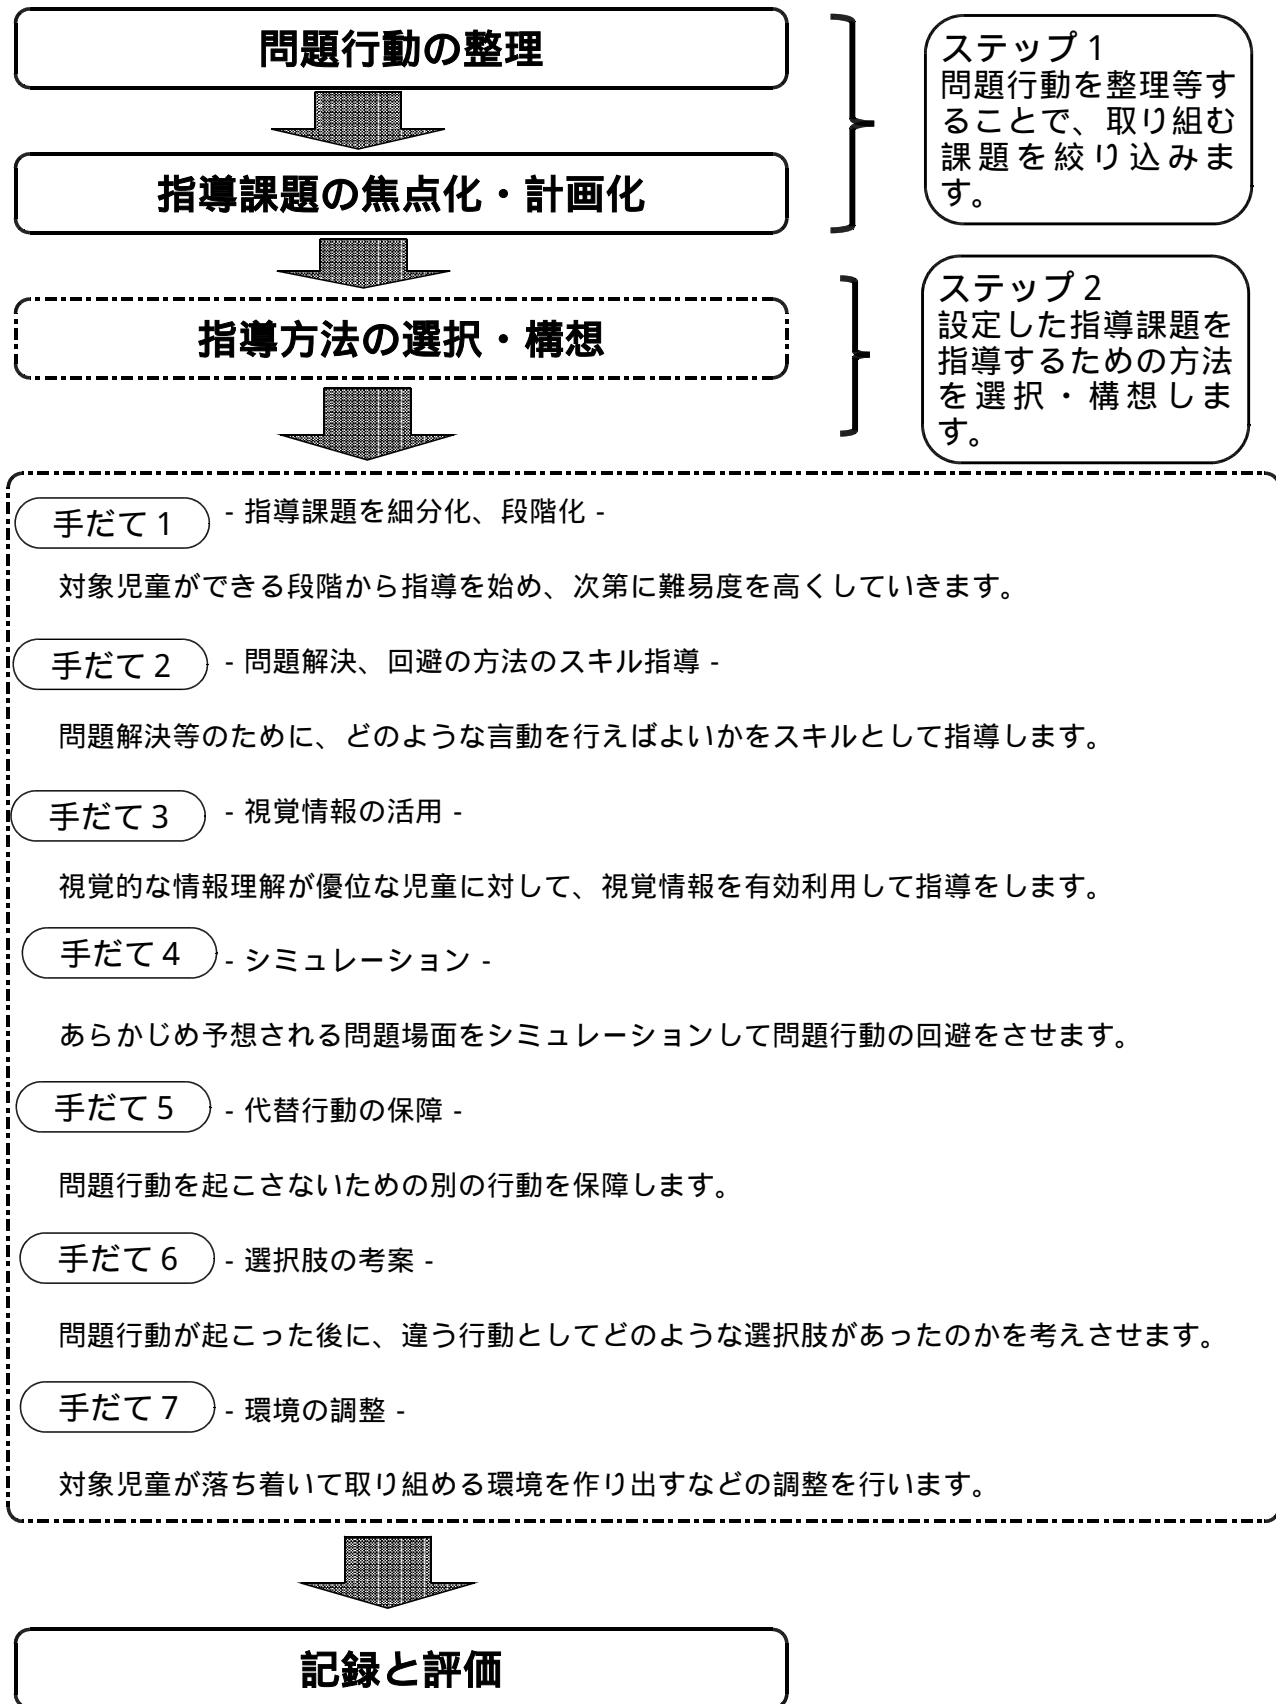 問題行動の整理
ステップ1
問題行動を整理等す
ることで、取り組む
課題を絞り込みま
す。
指導課題の焦点化・計画化
指導方法の選択・構想
ステップ2
設定した指導課題を
指導するための方法
を選択・構想しま
す。
手だて1 - 指導課題を細分化、段階化 -
対象児童ができる段階から指導を始め、次第に難易度を高くしていきます。
手だて2 - 問題解決、回避の方法のスキル指導 -
問題解決等のために、どのような言動を行えばよいかをスキルとして指導します。
手だて3 - 視覚情報の活用 -
視覚的な情報理解が優位な児童に対して、視覚情報を有効利用して指導をします。
手だて4 - シミュレーション -
あらかじめ予想される問題場面をシミュレーションして問題行動の回避をさせます。
手だて5 - 代替行動の保障 -
問題行動を起こさないための別の行動を保障します。
手だて6 - 選択肢の考案 -
問題行動が起こった後に、違う行動としてどのような選択肢があったのかを考えさせます。
手だて7 - 環境の調整 -
対象児童が落ち着いて取り組める環境を作り出すなどの調整を行います。
記録と評価